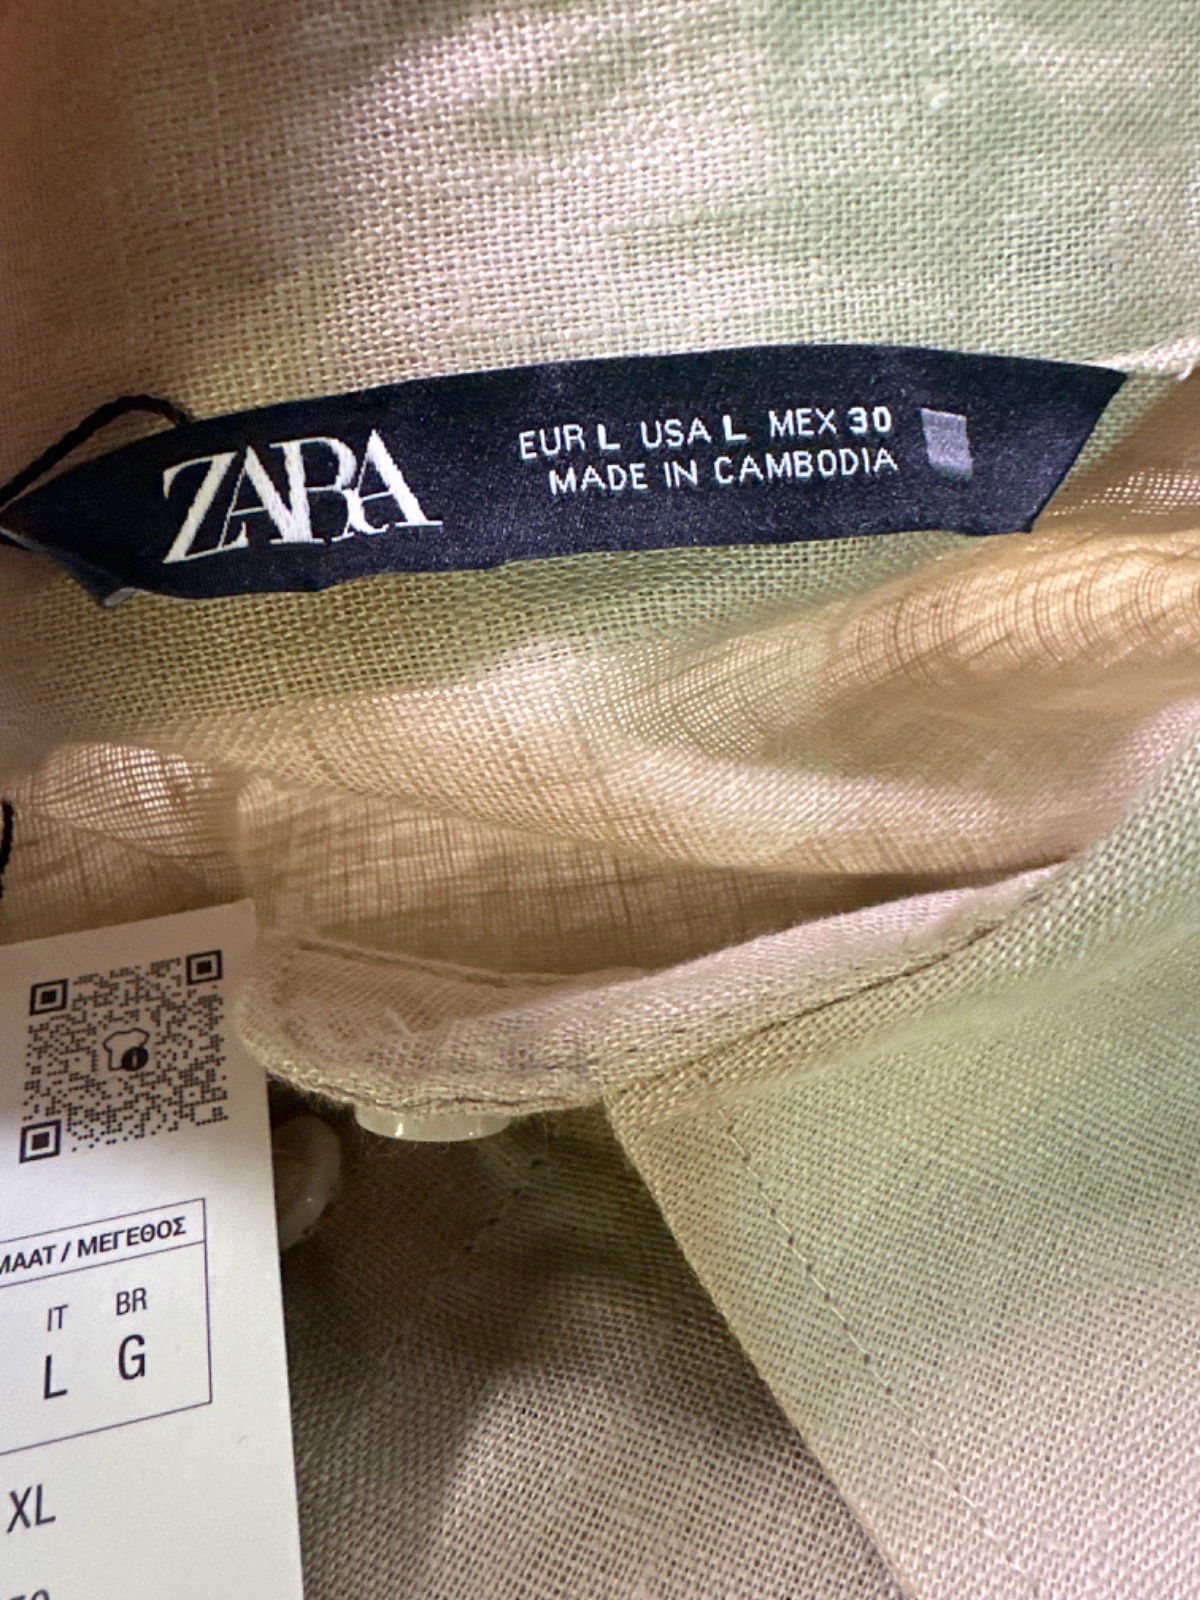 ZARA
EUR L USA L MEX 30
MADE IN CAMBODIA
MAAT / ΜΕΓΕΘΟΣ
IT BR
L G
XL